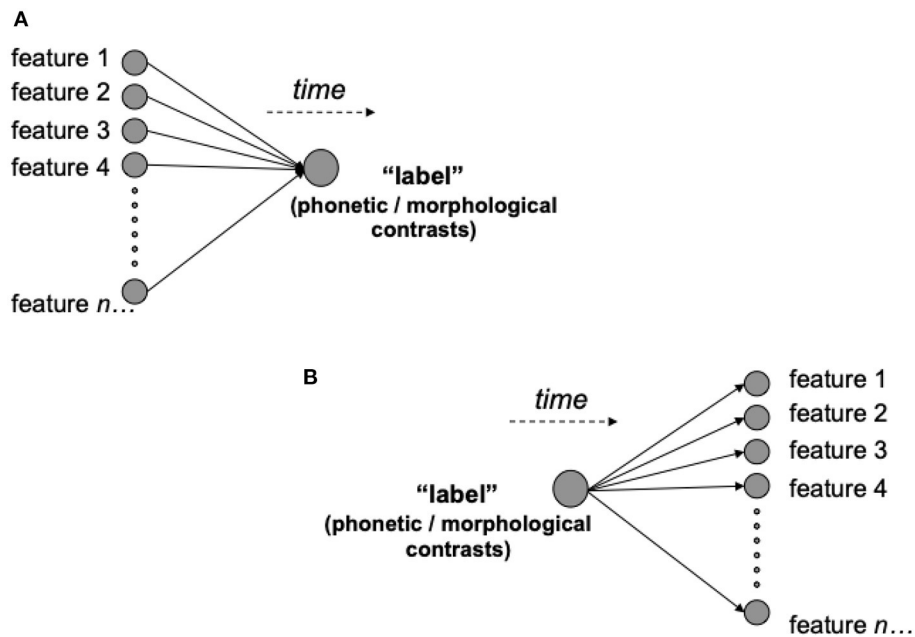 A
feature 1
feature 2
feature 3
feature 4
feature n...
time
“label”
(phonetic / morphological
contrasts)
B
time
“label”
(phonetic / morphological
contrasts)
feature 1
feature 2
feature 3
feature 4
feature n...